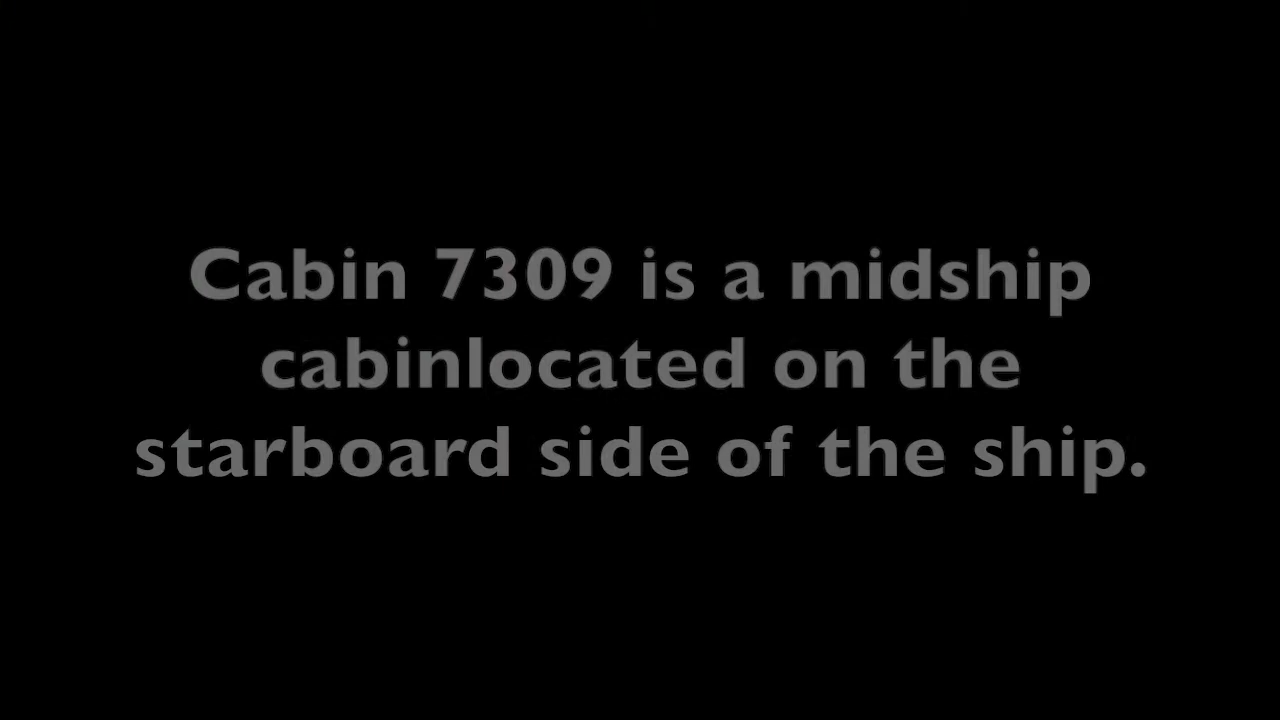 Cabin 7309 is a midship
cabinlocated on the
starboard side of the ship.